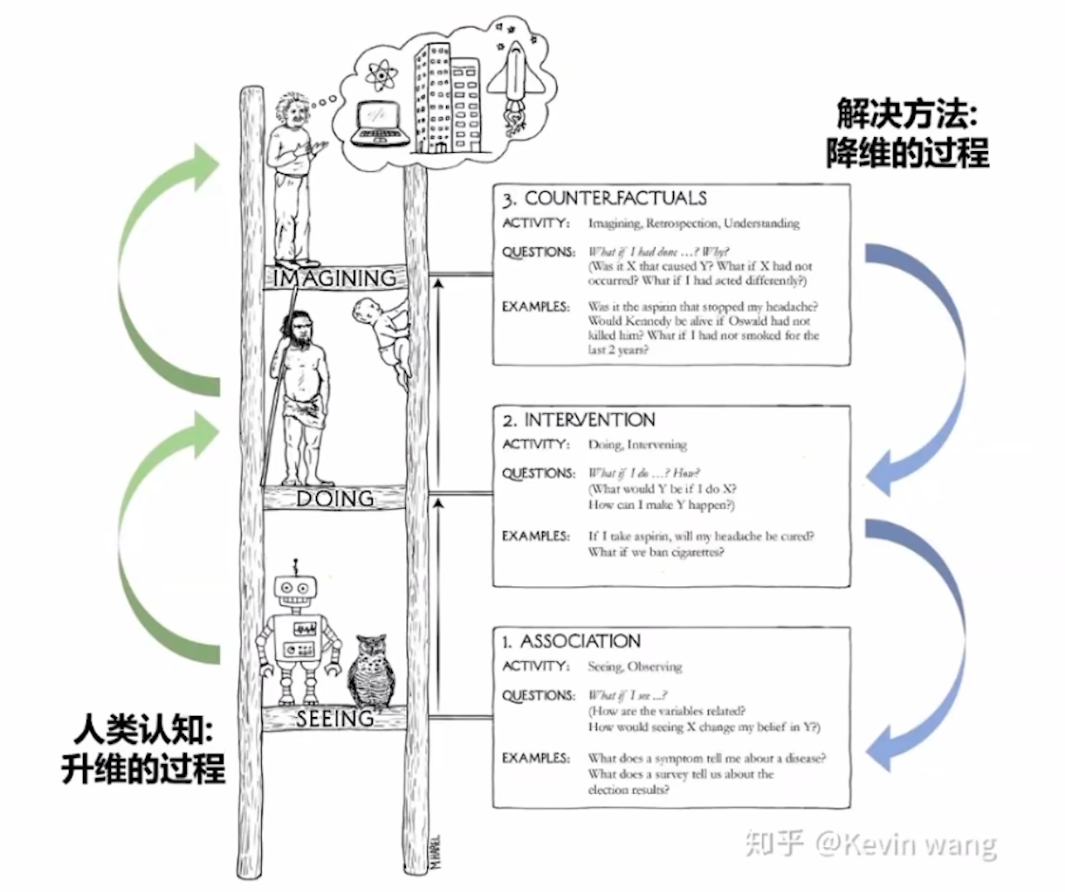 解决方法:
降维的过程
3. COUNTERFACTUALS
ACTIVITY: Imagining, Retrospection, Understanding
QUESTIONS: What if I had done …? Why?
(Was it X that caused Y? What if X had not
occurred? What if I had acted differently?)
EXAMPLES: Was it the aspirin that stopped my headache?
Would Kennedy be alive if Oswald had not
killed him? What if I had not smoked for the
last 2 years?
IMAGINING
2. INTERVENTION
ACTIVITY: Doing, Intervening
QUESTIONS: What if I do …? How?
(What would Y be if I do X?
How can I make Y happen?)
EXAMPLES: If I take aspirin, will my headache be cured?
What if we ban cigarettes?
DOING
1. ASSOCIATION
ACTIVITY: Seeing, Observing
QUESTIONS: What if I see …?
(How are the variables related?
How would seeing X change my belief in Y?)
EXAMPLES: What does a symptom tell me about a disease?
What does a survey tell us about the
election results?
SEEING
人类认知:
升维的过程
M.HAREL
知乎 @Kevin wang